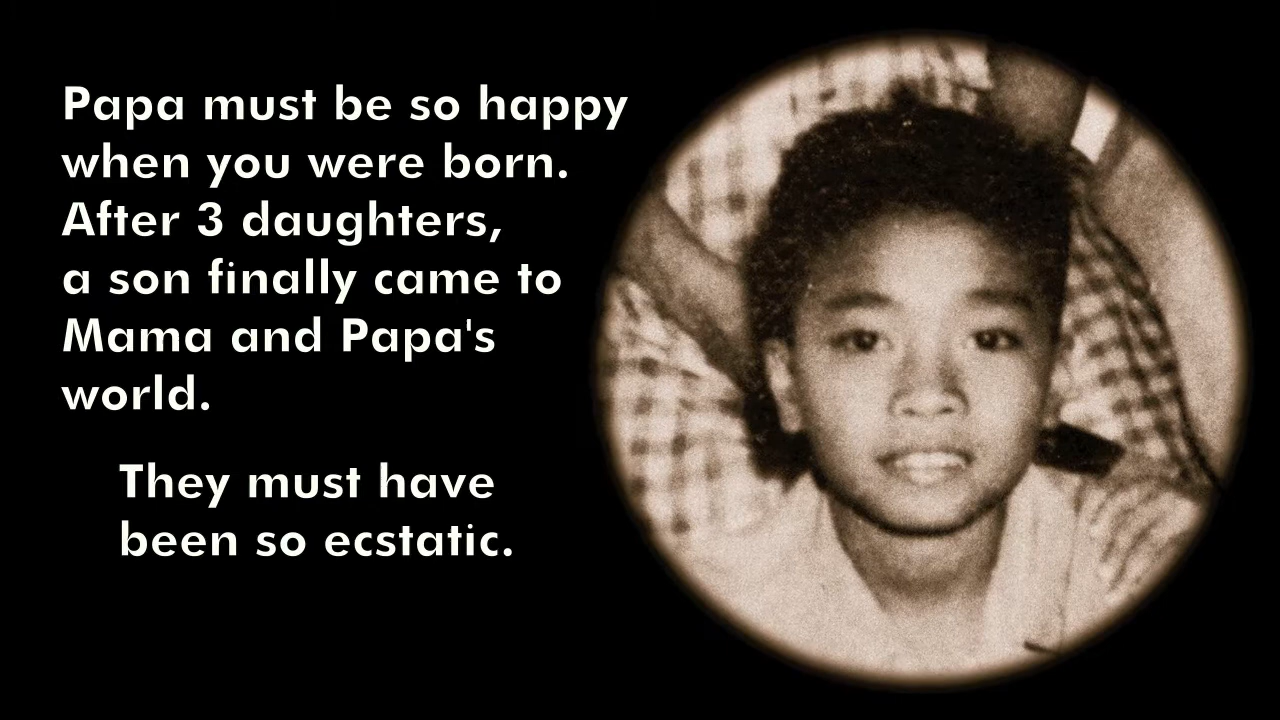 Papa must be so happy
when you were born.
After 3 daughters,
a son finally came to
Mama and Papa's
world.
They must have
been so ecstatic.